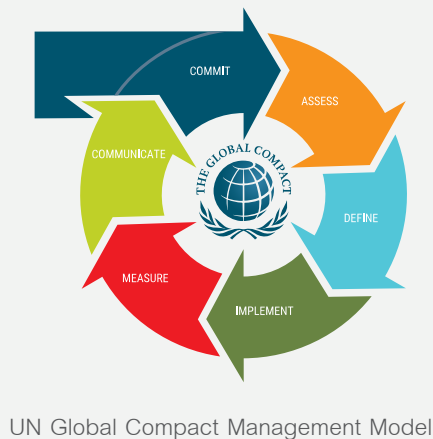 COMMIT
ASSESS
DEFINE
IMPLEMENT
MEASURE
COMMUNICATE
THE GLOBAL COMPACT
UN Global Compact Management Model